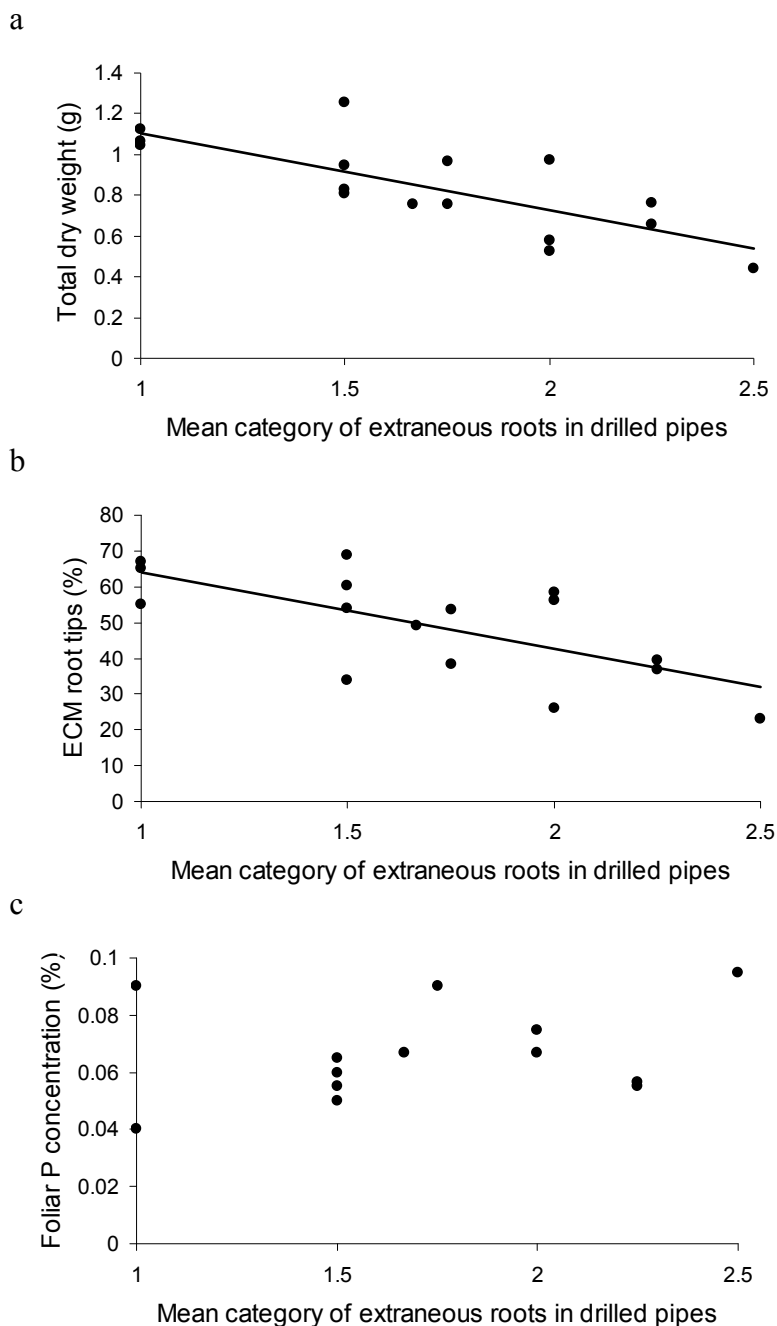 a
1.4
1.2
1
0.8
0.6
0.4
0.2
0
Total dry weight (g)
1 1.5 2 2.5
Mean category of extraneous roots in drilled pipes
b
80
70
60
50
40
30
20
10
0
ECM root tips (%)
1 1.5 2 2.5
Mean category of extraneous roots in drilled pipes
c
0.1
0.08
0.06
0.04
0.02
0
Foliar P concentration (%)
1 1.5 2 2.5
Mean category of extraneous roots in drilled pipes